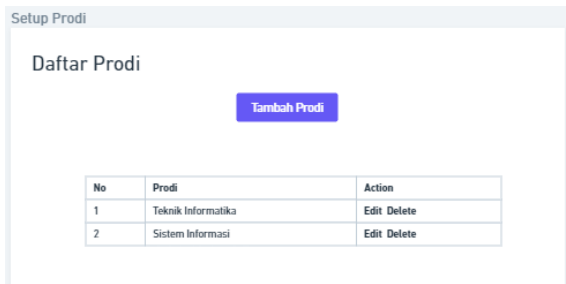 Setup Prodi
Daftar Prodi
Tambah Prodi
No Prodi Action
1 Teknik Informatika Edit Delete
2 Sistem Informasi Edit Delete